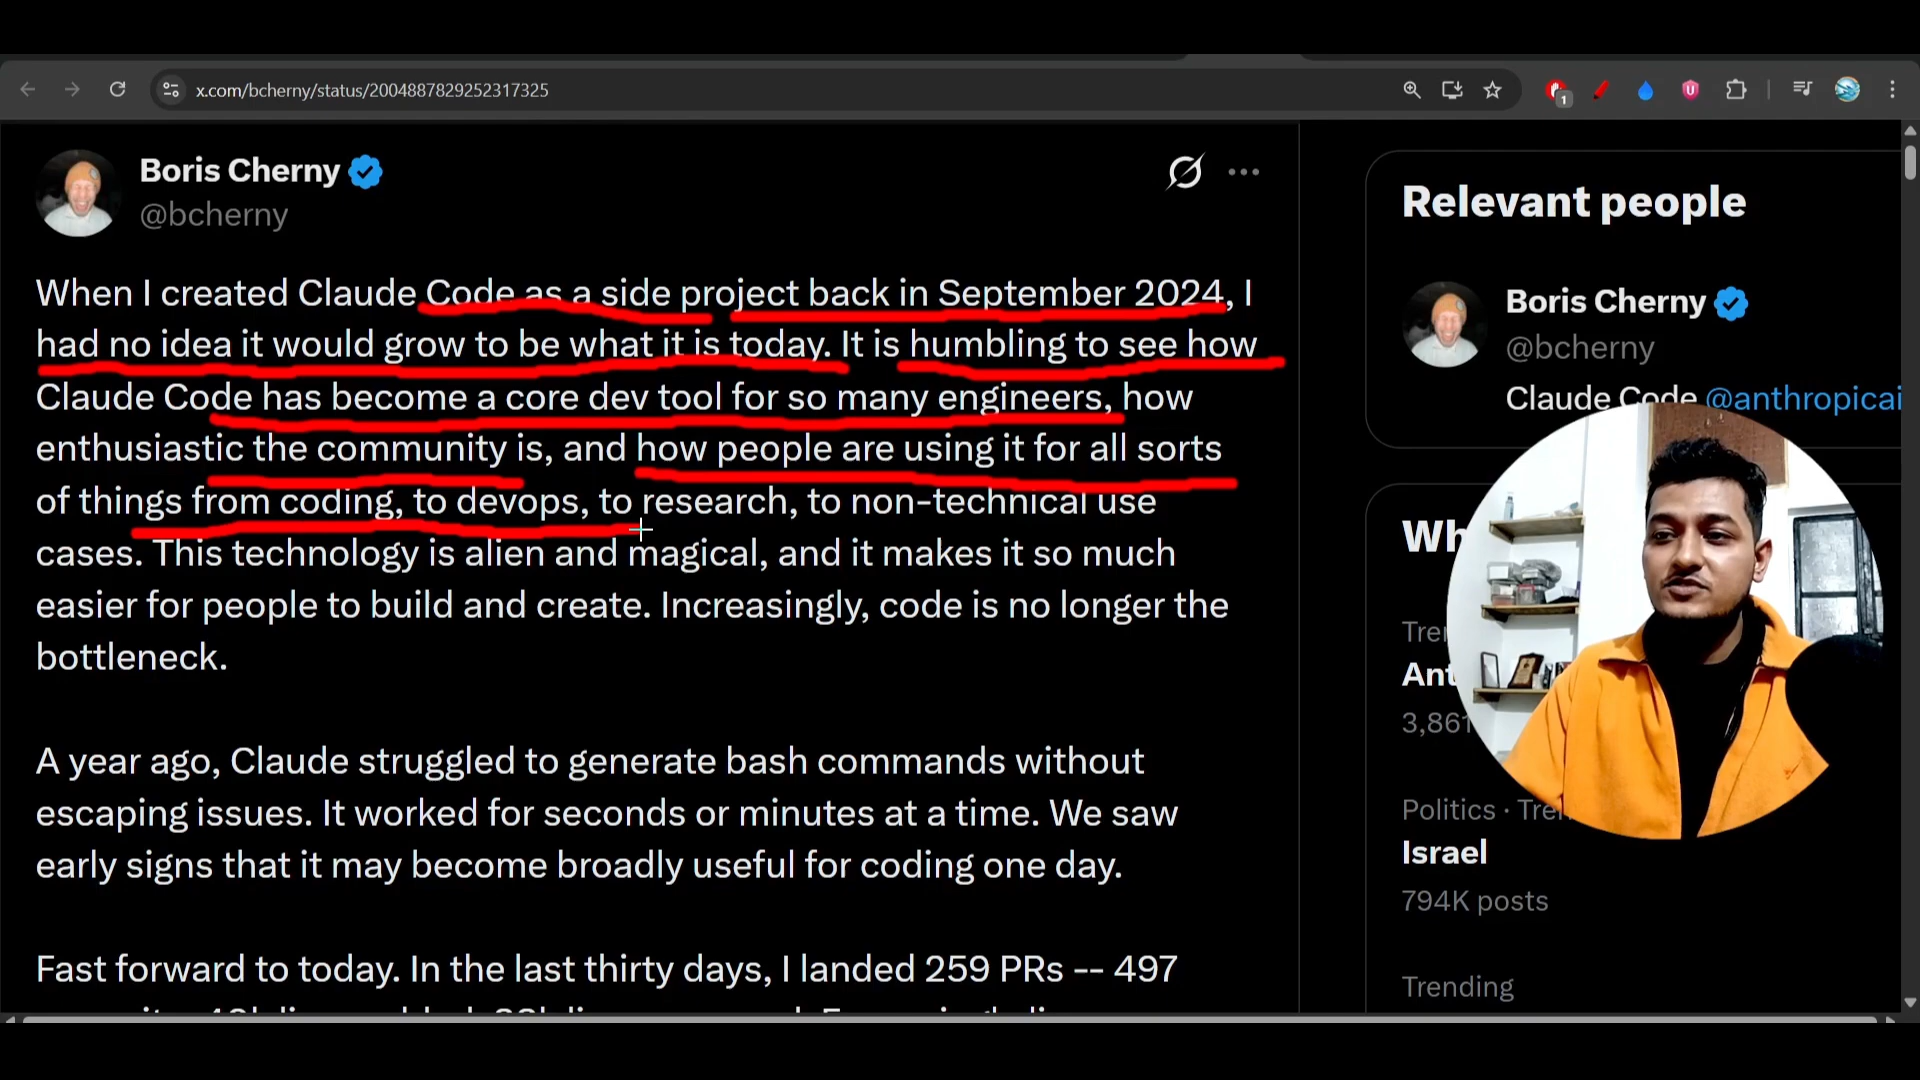 x.com/bcherny/status/2004887829252317325
1
Boris Cherny
@bcherny
When I created Claude Code as a side project back in September 2024, I
had no idea it would grow to be what it is today. It is humbling to see how
Claude Code has become a core dev tool for so many engineers, how
enthusiastic the community is, and how people are using it for all sorts
of things from coding, to devops, to research, to non-technical use
cases. This technology is alien and magical, and it makes it so much
easier for people to build and create. Increasingly, code is no longer the
bottleneck.
A year ago, Claude struggled to generate bash commands without
escaping issues. It worked for seconds or minutes at a time. We saw
early signs that it may become broadly useful for coding one day.
Fast forward to today. In the last thirty days, I landed 259 PRs -- 497
Relevant people
Boris Cherny
@bcherny
Claude Code @anthropicai
Wh
Tre
Ant
3,861
Politics · Tre
Israel
794K posts
Trending